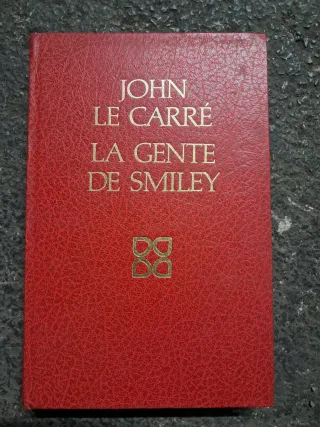 JOHN
LE CARRÉ
LA GENTE
DE SMILEY